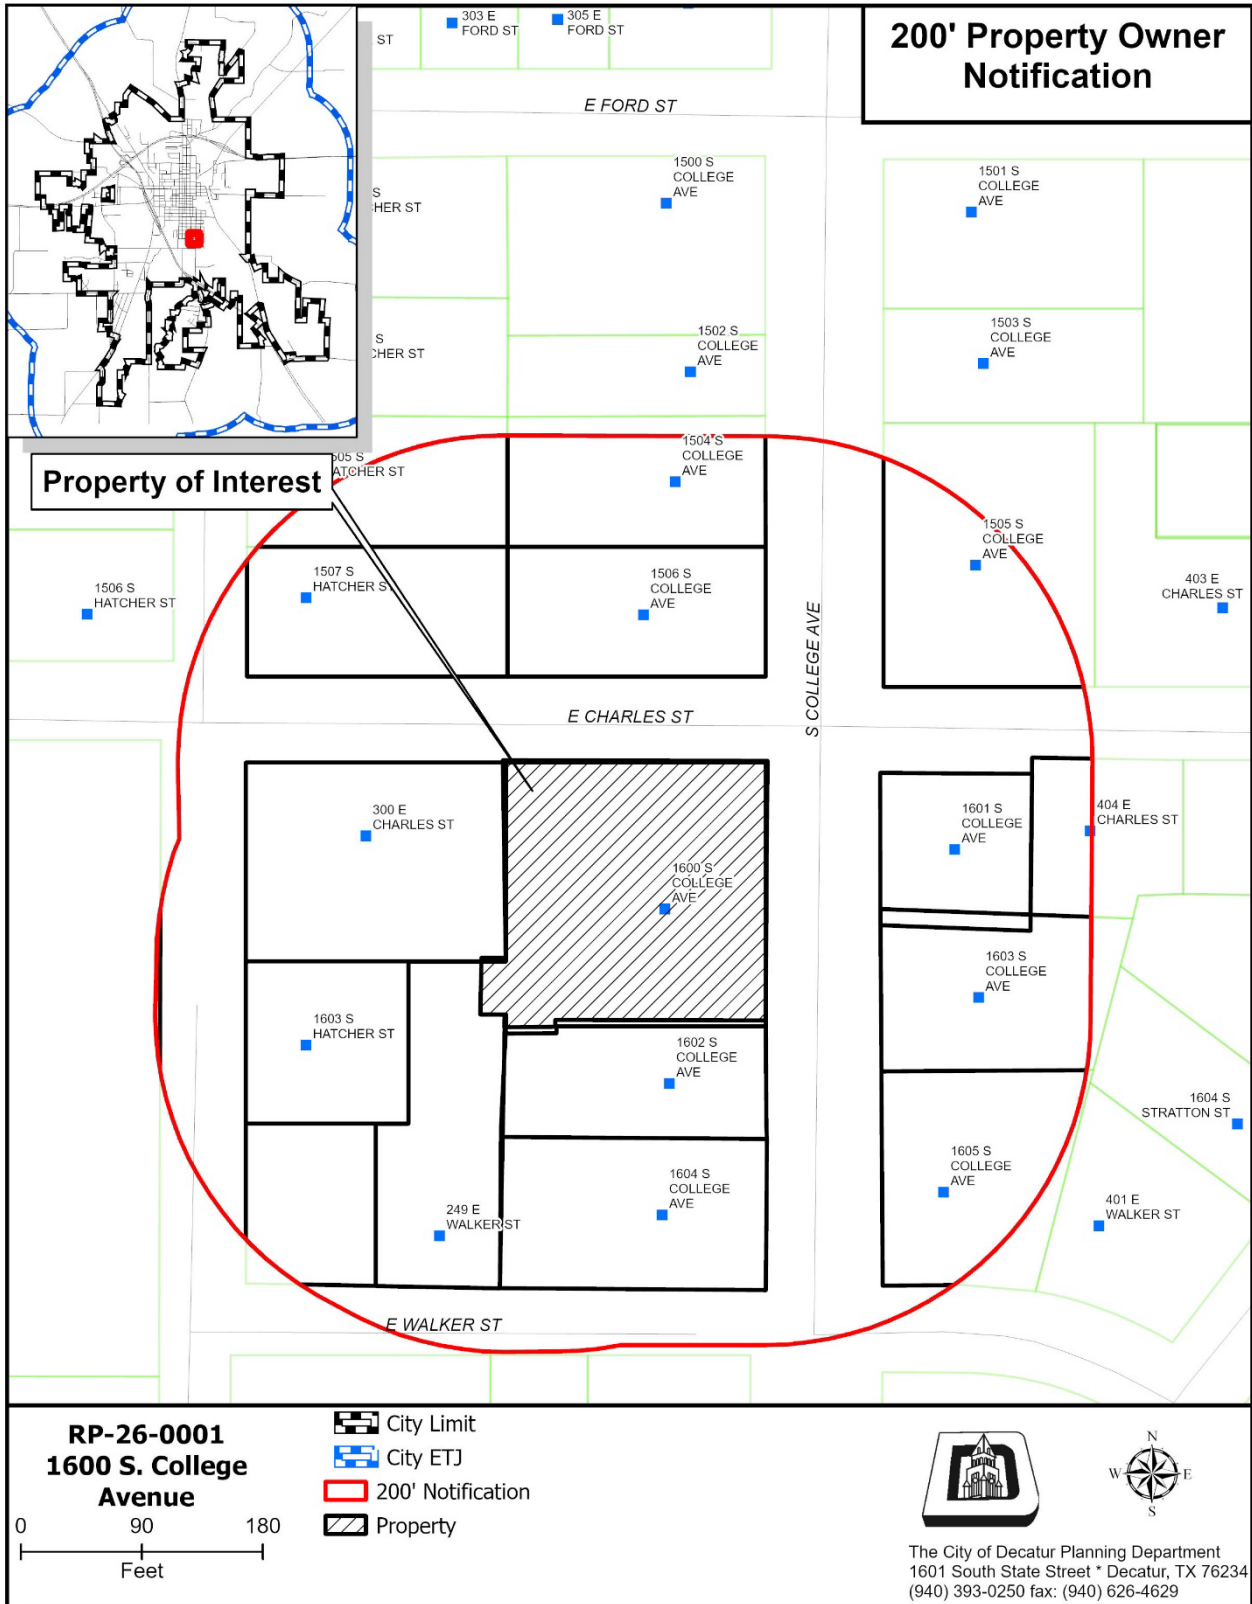 200' Property Owner
Notification
303 E
FORD ST
305 E
FORD ST
ST
E FORD ST
1500 S
COLLEGE
AVE
1501 S
COLLEGE
AVE
S
HER ST
1502 S
COLLEGE
AVE
1503 S
COLLEGE
AVE
S
CHER ST
1504 S
COLLEGE
AVE
505 S
ATCHER ST
Property of Interest
1505 S
COLLEGE
AVE
1506 S
HATCHER ST
1507 S
HATCHER ST
1506 S
COLLEGE
AVE
403 E
CHARLES ST
S COLLEGE AVE
E CHARLES ST
300 E
CHARLES ST
1601 S
COLLEGE
AVE
404 E
CHARLES ST
1600 S
COLLEGE
AVE
1603 S
COLLEGE
AVE
1603 S
HATCHER ST
1602 S
COLLEGE
AVE
1604 S
STRATTON ST
1605 S
COLLEGE
AVE
1604 S
COLLEGE
AVE
401 E
WALKER ST
249 E
WALKER ST
E WALKER ST
RP-26-0001
1600 S. College
Avenue
0 90 180
Feet
City Limit
City ETJ
200' Notification
Property
N
W E
S
The City of Decatur Planning Department
1601 South State Street * Decatur, TX 76234
(940) 393-0250 fax: (940) 626-4629